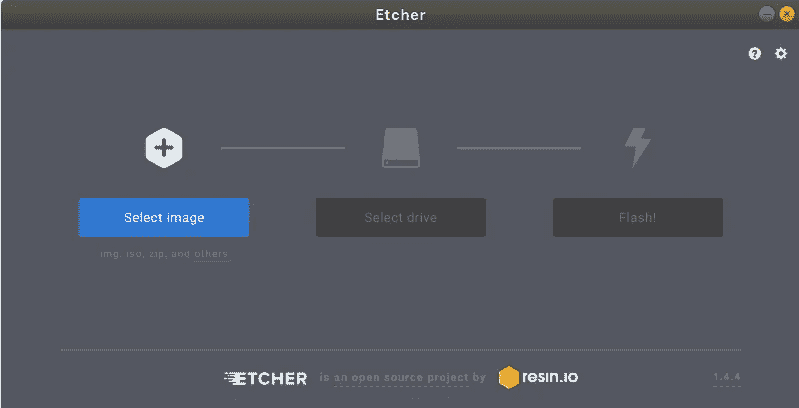 Etcher
Select image
Select drive
Flash!
img, iso, zip, and others
ETCHER is an open source project by resin.io
1.4.4